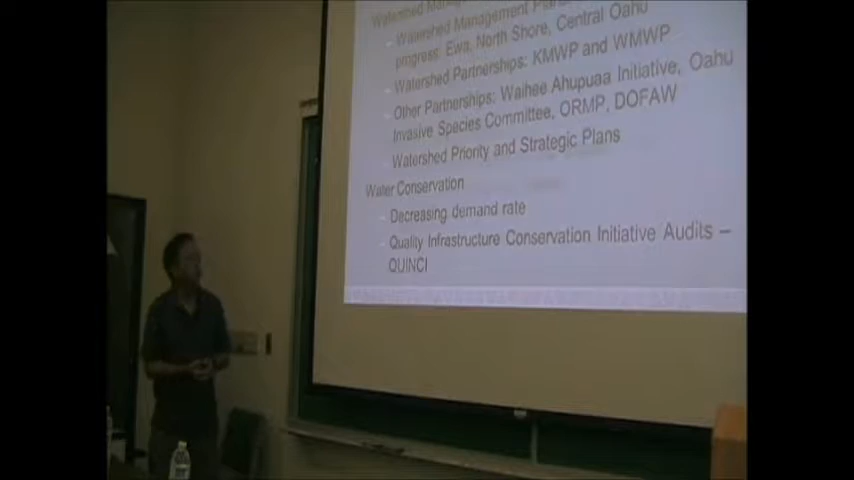 Watershed
– Watershed Management Plans
progress: Ewa, North Shore, Central Oahu
– Watershed Partnerships: KMWP and WMWP
– Other Partnerships: Waihee Ahupuaa Initiative, Oahu
Invasive Species Committee, ORMP, DOFAW
Watershed Priority and Strategic Plans
Water Conservation
– Decreasing demand rate
– Quality Infrastructure Conservation Initiative Audits –
QUINCI